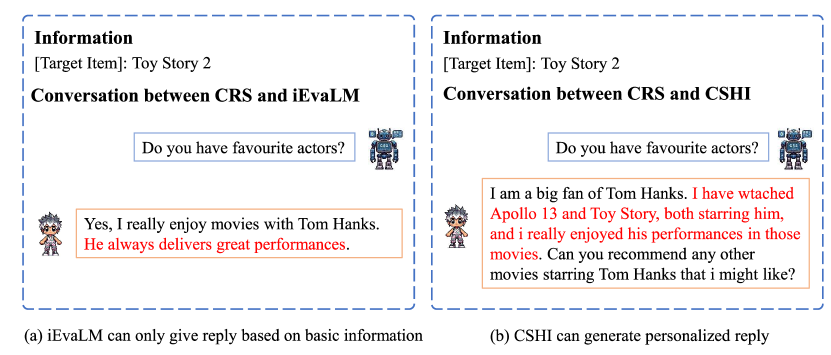 Information
[Target Item]: Toy Story 2
Conversation between CRS and iEvaLM
Do you have favourite actors?
Yes, I really enjoy movies with Tom Hanks.
He always delivers great performances.
(a) iEvaLM can only give reply based on basic information
Information
[Target Item]: Toy Story 2
Conversation between CRS and CSHI
Do you have favourite actors?
I am a big fan of Tom Hanks. I have wtached
Apollo 13 and Toy Story, both starring him,
and i really enjoyed his performances in those
movies. Can you recommend any other
movies starring Tom Hanks that i might like?
(b) CSHI can generate personalized reply